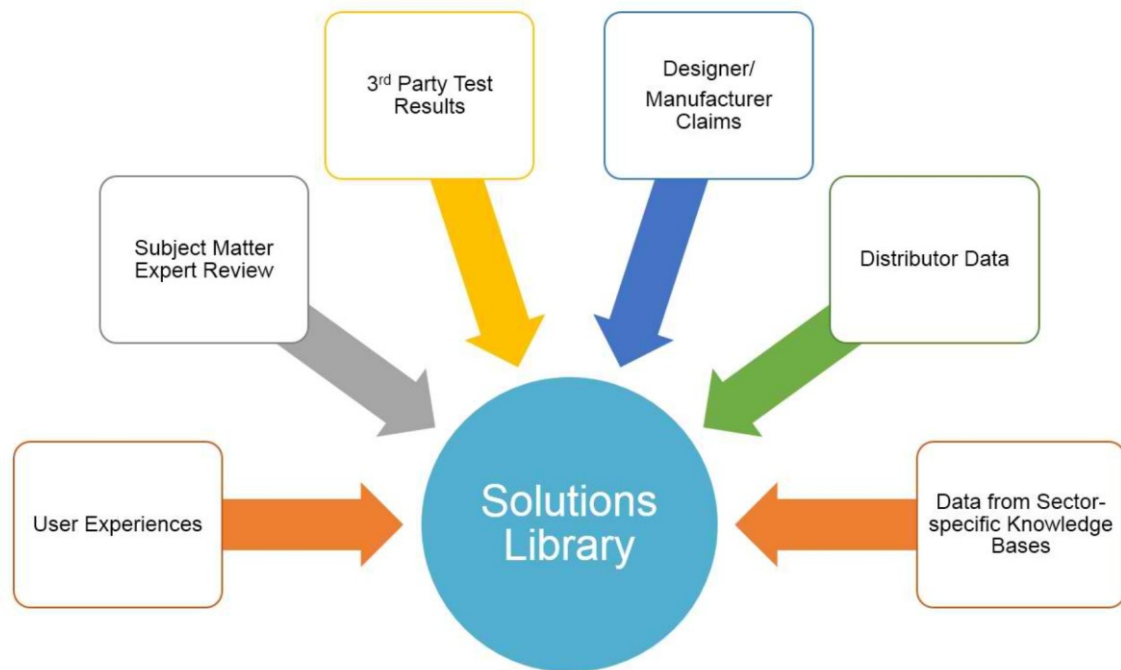 3rd Party Test
Results
Designer/
Manufacturer
Claims
Subject Matter
Expert Review
Distributor Data
User Experiences
Solutions
Library
Data from Sector-
specific Knowledge
Bases